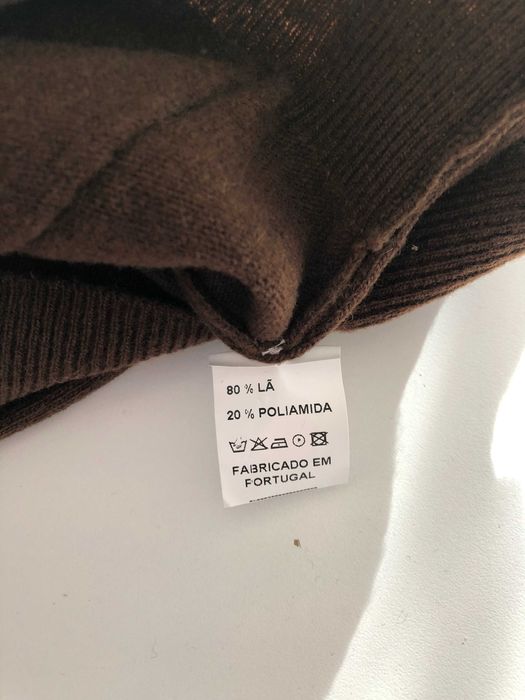 80 % LÃ
20 % POLIAMIDA
FABRICADO EM
PORTUGAL